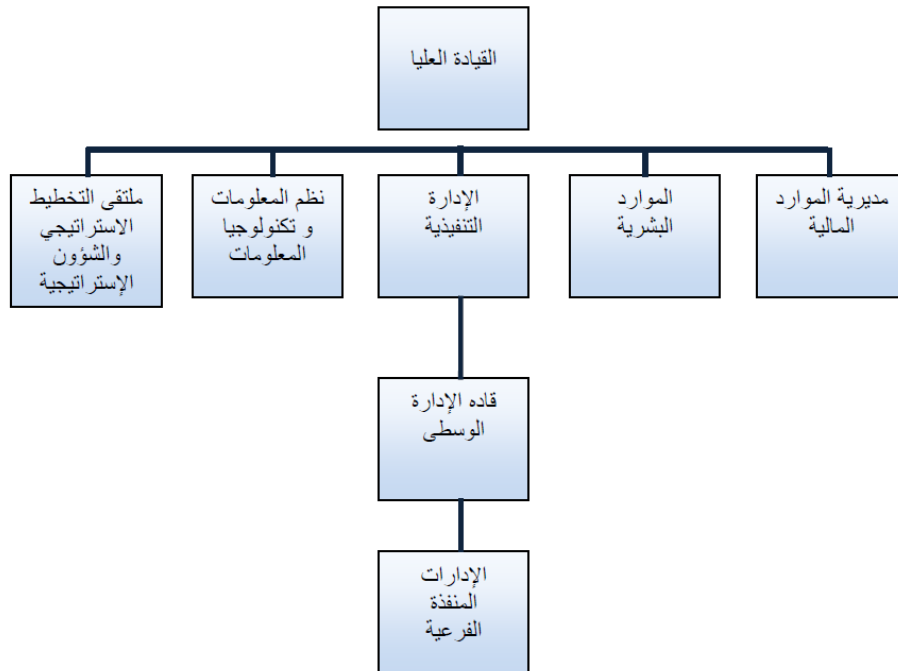 القيادة العليا
مديرية الموارد
المالية
الموارد
البشرية
الإدارة
التنفيذية
نظم المعلومات
و تكنولوجيا
المعلومات
ملتقى التخطيط
الاستراتيجي
والشؤون
الإستراتيجية
قاده الإدارة
الوسطى
الإدارات
المنفذة
الفرعية